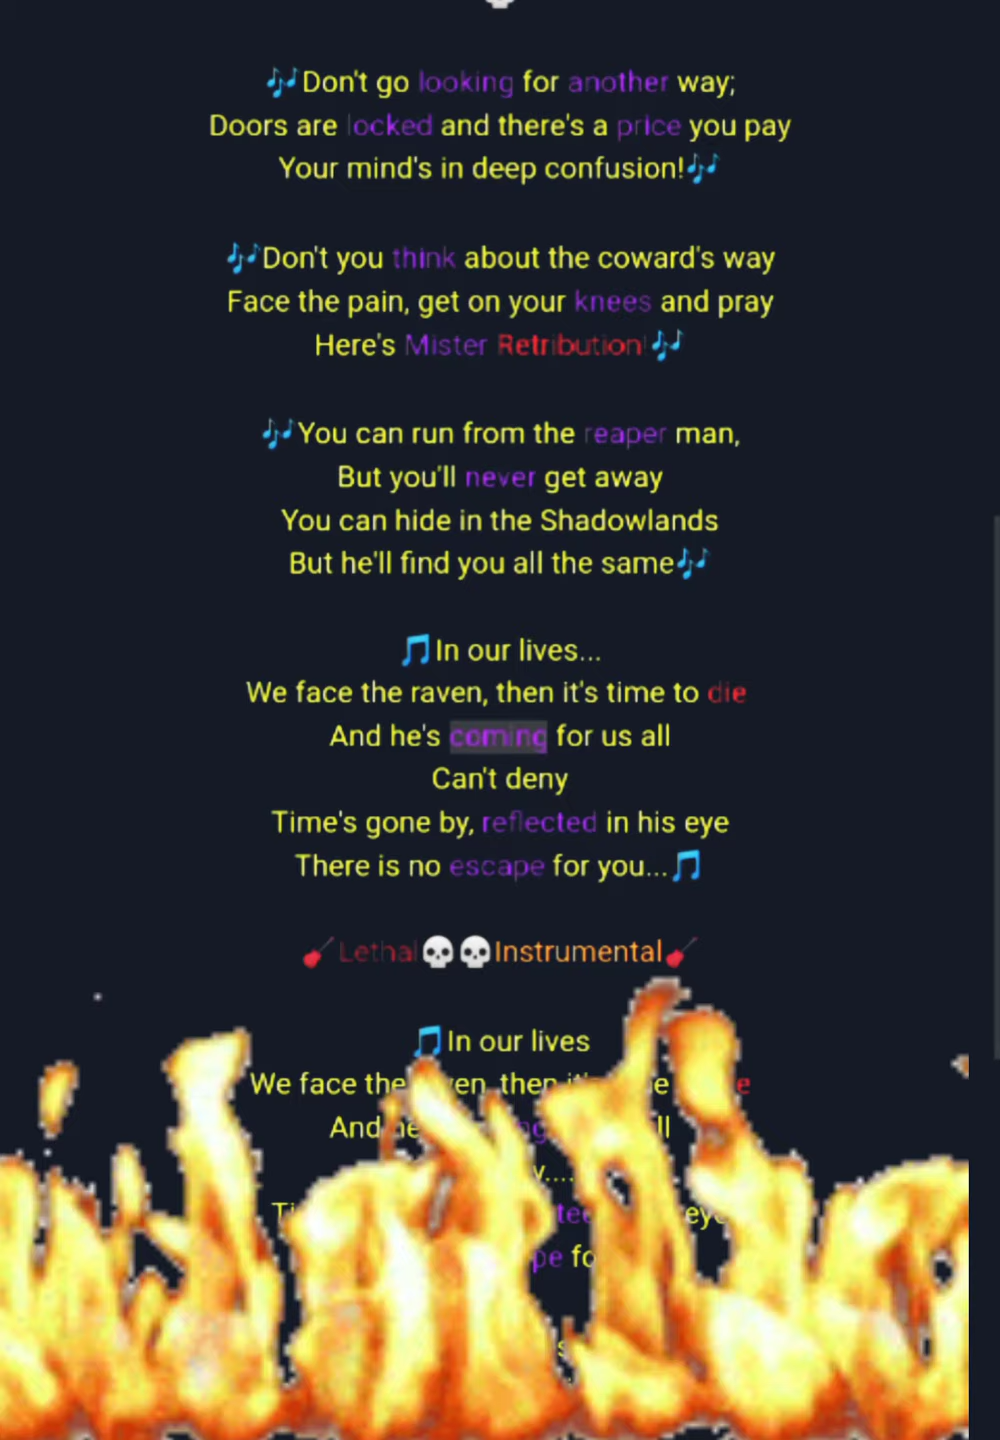 🎶Don't go looking for another way;
Doors are locked and there's a price you pay
Your mind's in deep confusion!🎶
🎶Don't you think about the coward's way
Face the pain, get on your knees and pray
Here's Mister Retribution!🎶
🎶You can run from the reaper man,
But you'll never get away
You can hide in the Shadowlands
But he'll find you all the same🎶
🎵In our lives...
We face the raven, then it's time to die
And he's coming for us all
Can't deny
Time's gone by, reflected in his eye
There is no escape for you...🎵
🎸Lethal💀💀Instrumental🎸
🎵In our lives
We face the then
And